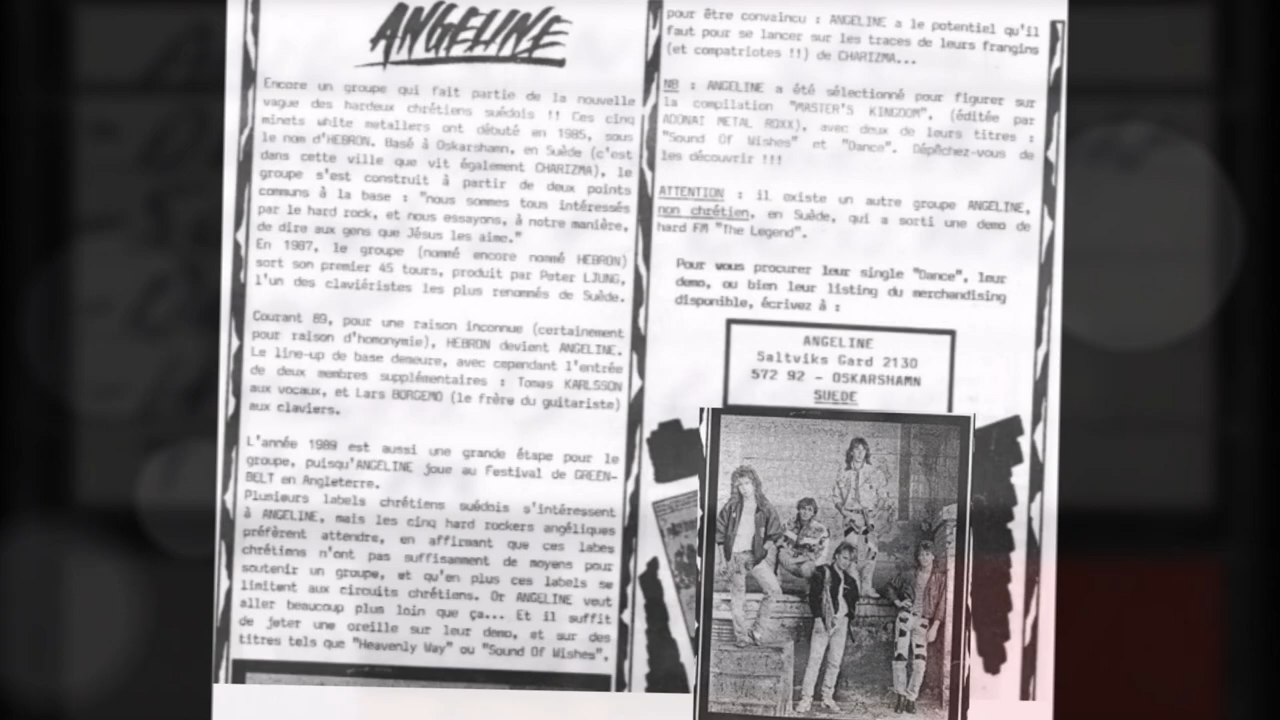 ANGELINE
Encore un groupe qui fait partie de la nouvelle
vague des hardeux chrétiens suédois !! Ces cinq
minets white metallers ont débuté en 1985, sous
le nom d'HEBRON. Basé à Oskarshamn, en Suède (c'est
dans cette ville que vit également CHARIZMA), le
groupe s'est construit à partir de deux points
communs à la base : "nous sommes tous intéressés
par le hard rock, et nous essayons, à notre manière,
de dire aux gens que Jésus les aime."
En 1987, le groupe (nommé encore nommé HEBRON)
sort son premier 45 tours, produit par Peter LJUNG,
l'un des claviéristes les plus renommés de Suède.
Courant 89, pour une raison inconnue (certainement
pour raison d'homonymie), HEBRON devient ANGELINE.
Le line-up de base demeure, avec cependant l'entrée
de deux membres supplémentaires : Tomas KARLSSON
aux vocaux, et Lars BORGEMO (le frère du guitariste)
aux claviers.
L'année 1989 est aussi une grande étape pour le
groupe, puisqu'ANGELINE joue au Festival de GREEN-
BELT en Angleterre.
Plusieurs labels chrétiens suédois s'intéressent
à ANGELINE, mais les cinq hard rockers angéliques
préfèrent attendre, en affirmant que ces labes
chrétiens n'ont pas suffisamment de moyens pour
soutenir un groupe, et qu'en plus ces labels se
limitent aux circuits chrétiens. Or ANGELINE veut
aller beaucoup plus loin que ça... Et il suffit
de jeter une oreille sur leur demo, et sur des
titres tels que "Heavenly Way" ou "Sound Of Wishes",
pour être convaincu : ANGELINE a le potentiel qu'il
faut pour se lancer sur les traces de leurs frangins
(et compatriotes !!) de CHARIZMA...
NB : ANGELINE a été sélectionné pour figurer sur
la compilation "MASTER'S KINGDOM", (éditée par
ADONAI METAL ROXX), avec deux de leurs titres :
"Sound Of Wishes" et "Dance". Dépêchez-vous de
les découvrir !!!
ATTENTION : il existe un autre groupe ANGELINE,
non chrétien, en Suède, qui a sorti une demo de
hard FM "The Legend".
Pour vous procurer leur single "Dance", leur
demo, ou bien leur listing du merchandising
disponible, écrivez à :
ANGELINE
Saltviks Gard 2130
572 92 - OSKARSHAMN
SUEDE